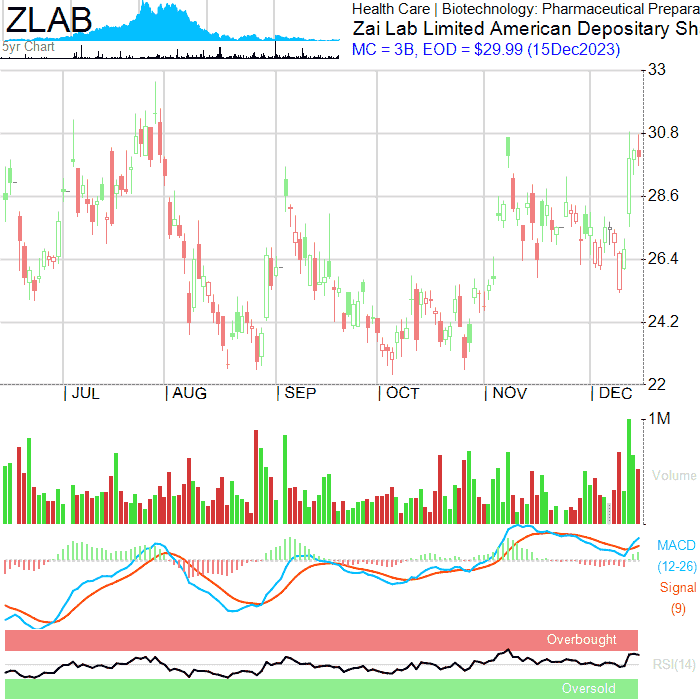 ZLAB
5yr Chart
Health Care | Biotechnology: Pharmaceutical Prepara
Zai Lab Limited American Depositary Sh
MC = 3B, EOD = $29.99 (15Dec2023)
33
30.8
28.6
26.4
24.2
22
| JUL | AUG | SEP | OCT | NOV | DEC
1M
Volume
MACD
(12-26)
Signal
(9)
Overbought
RSI(14)
Oversold